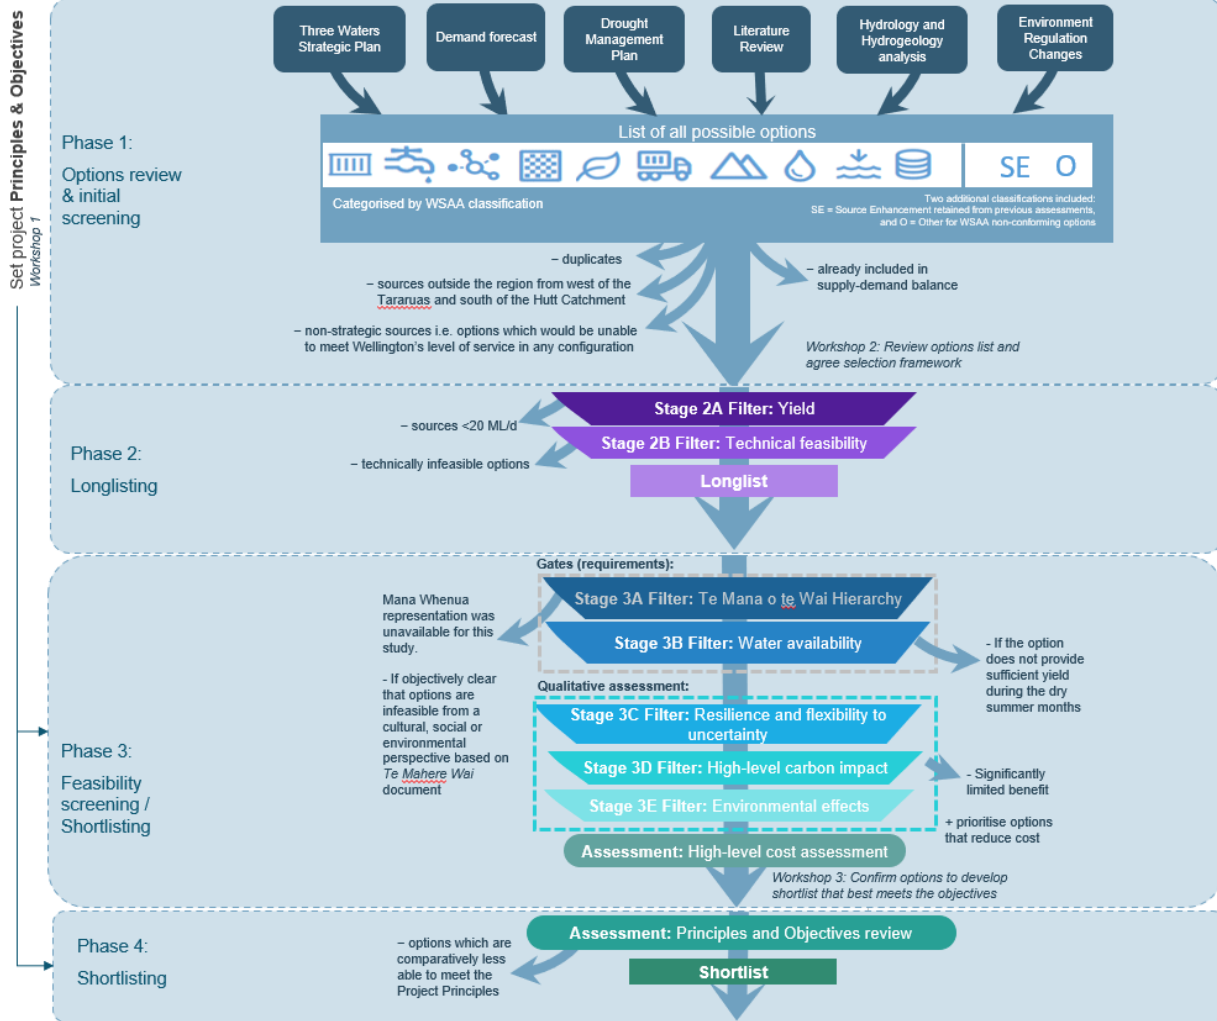 Set project Principles & Objectives
Workshop 1
Three Waters
Strategic Plan
Demand forecast
Drought
Management
Plan
Literature
Review
Hydrology and
Hydrogeology
analysis
Environment
Regulation
Changes
Phase 1:
Options review
& initial
screening
List of all possible options
SE O
Categorised by WSAA classification
Two additional classifications included:
SE = Source Enhancement retained from previous assessments,
and O = Other for WSAA non-conforming options
– duplicates
– sources outside the region from west of the
Tararuas and south of the Hutt Catchment
– non-strategic sources i.e. options which would be unable
to meet Wellington's level of service in any configuration
– already included in
supply-demand balance
Workshop 2: Review options list and
agree selection framework
Phase 2:
Longlisting
Stage 2A Filter: Yield
– sources <20 ML/d
Stage 2B Filter: Technical feasibility
– technically infeasible options
Longlist
Phase 3:
Feasibility
screening /
Shortlisting
Gates (requirements):
Stage 3A Filter: Te Mana o te Wai Hierarchy
Mana Whenua
representation was
unavailable for this
study.
- If objectively clear
that options are
infeasible from a
cultural, social or
environmental
perspective based on
Te Mahere Wai
document
Stage 3B Filter: Water availability
- If the option
does not provide
sufficient yield
during the dry
summer months
Qualitative assessment:
Stage 3C Filter: Resilience and flexibility to
uncertainty
Stage 3D Filter: High-level carbon impact
Stage 3E Filter: Environmental effects
- Significantly
limited benefit
+ prioritise options
that reduce cost
Assessment: High-level cost assessment
Workshop 3: Confirm options to develop
shortlist that best meets the objectives
Phase 4:
Shortlisting
Assessment: Principles and Objectives review
– options which are
comparatively less
able to meet the
Project Principles
Shortlist